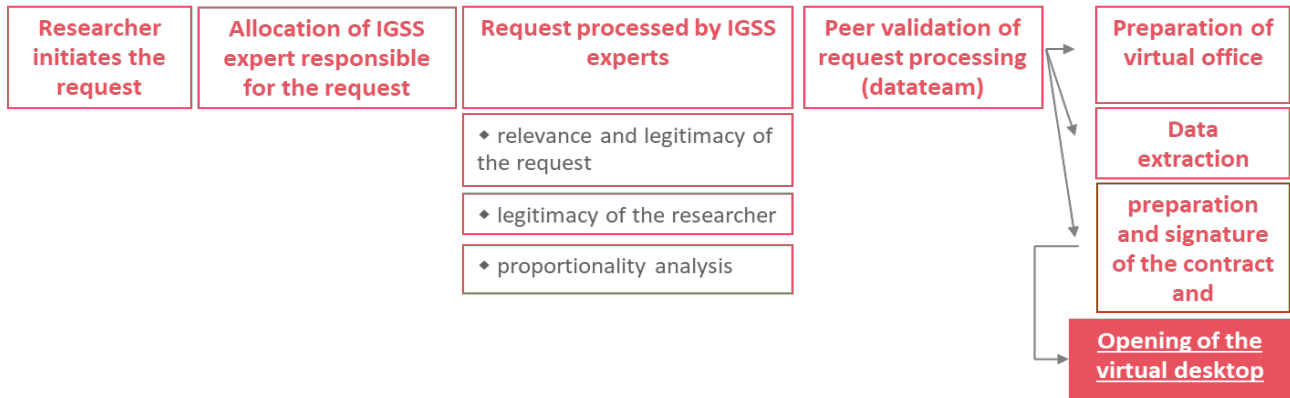 Researcher
initiates the
request
Allocation of IGSS
expert responsible
for the request
Request processed by IGSS
experts
◆ relevance and legitimacy of
the request
◆ legitimacy of the researcher
◆ proportionality analysis
Peer validation of
request processing
(datateam)
Preparation of
virtual office
Data
extraction
preparation
and signature
of the contract
and
Opening of the
virtual desktop